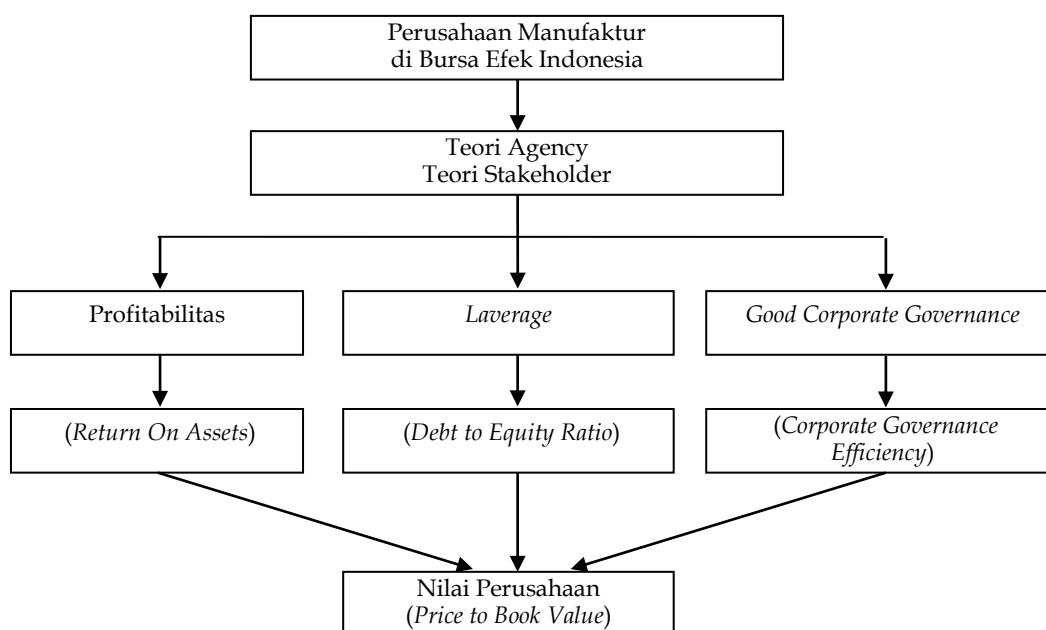 Perusahaan Manufaktur
di Bursa Efek Indonesia
Teori Agency
Teori Stakeholder
Profitabilitas
Laverage
Good Corporate Governance
(Return On Assets)
(Debt to Equity Ratio)
(Corporate Governance
Efficiency)
Nilai Perusahaan
(Price to Book Value)